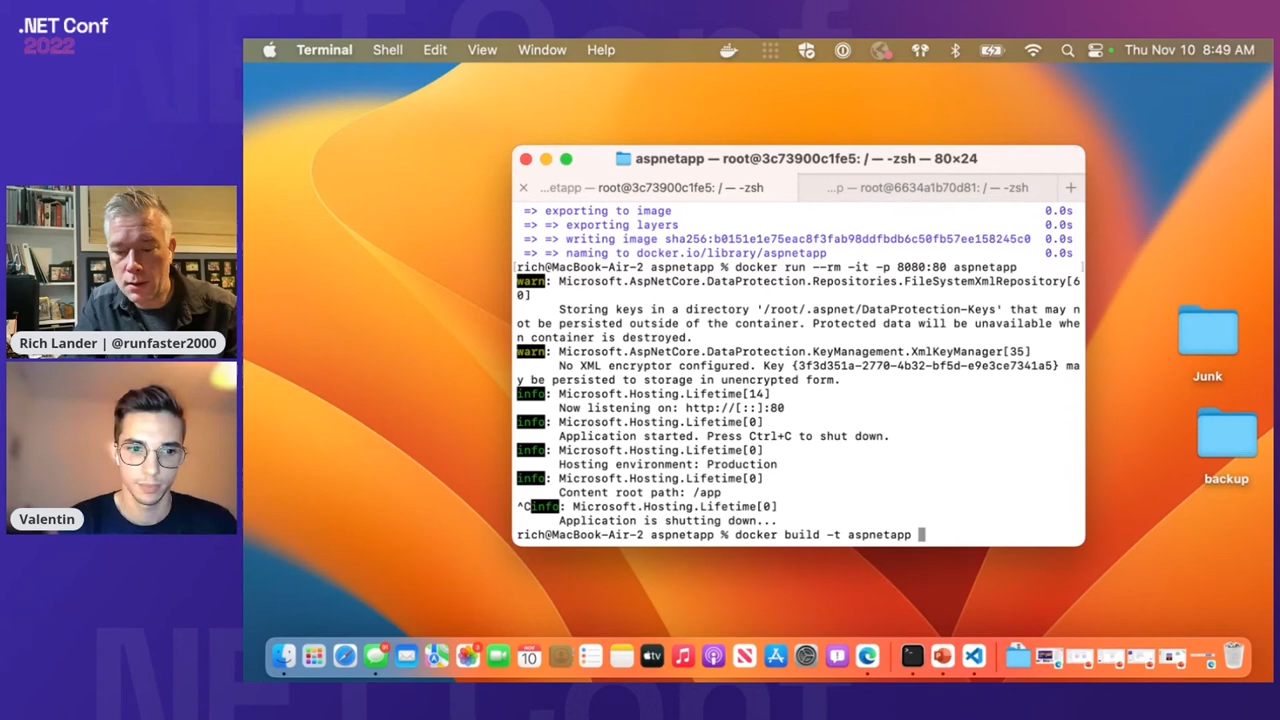 .NET Conf
2022
Terminal Shell Edit View Window Help Thu Nov 10 8:49 AM
aspnetapp — root@3c73900c1fe5: / — -zsh — 80×24
...etapp — root@3c73900c1fe5: / — -zsh ...p — root@6634a1b70d81: / — -zsh
=> exporting to image 0.0s
=> => exporting layers 0.0s
=> => writing image sha256:b0151e1e75eac8f3fab98ddfbdb6c50fb57ee158245c0 0.0s
=> => naming to docker.io/library/aspnetapp 0.0s
[rich@MacBook-Air-2 aspnetapp % docker run --rm -it -p 8080:80 aspnetapp ]
warn: Microsoft.AspNetCore.DataProtection.Repositories.FileSystemXmlRepository[6
0]
Storing keys in a directory '/root/.aspnet/DataProtection-Keys' that may n
ot be persisted outside of the container. Protected data will be unavailable whe
n container is destroyed.
warn: Microsoft.AspNetCore.DataProtection.KeyManagement.XmlKeyManager[35]
No XML encryptor configured. Key {3f3d351a-2770-4b32-bf5d-e9e3ce7341a5} ma
y be persisted to storage in unencrypted form.
info: Microsoft.Hosting.Lifetime[14]
Now listening on: http://[::]:80
info: Microsoft.Hosting.Lifetime[0]
Application started. Press Ctrl+C to shut down.
info: Microsoft.Hosting.Lifetime[0]
Hosting environment: Production
info: Microsoft.Hosting.Lifetime[0]
Content root path: /app
^Cinfo: Microsoft.Hosting.Lifetime[0]
Application is shutting down...
rich@MacBook-Air-2 aspnetapp % docker build -t aspnetapp
Rich Lander | @runfaster2000
Valentin
Junk
backup
NOV
10
tv